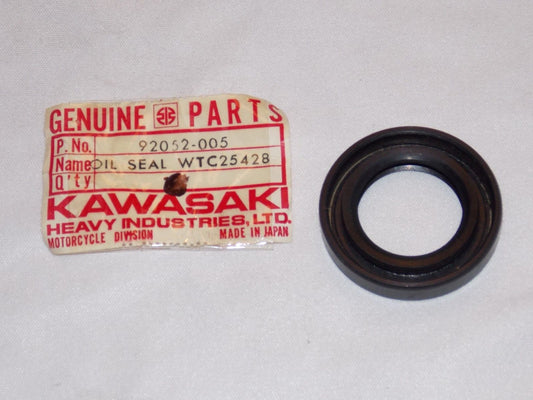 GENUINE PARTS
P. No. 92052-005
Name OIL SEAL WTC25428
Q'ty
KAWASAKI
HEAVY INDUSTRIES, LTD.
MOTORCYCLE DIVISION MADE IN JAPAN